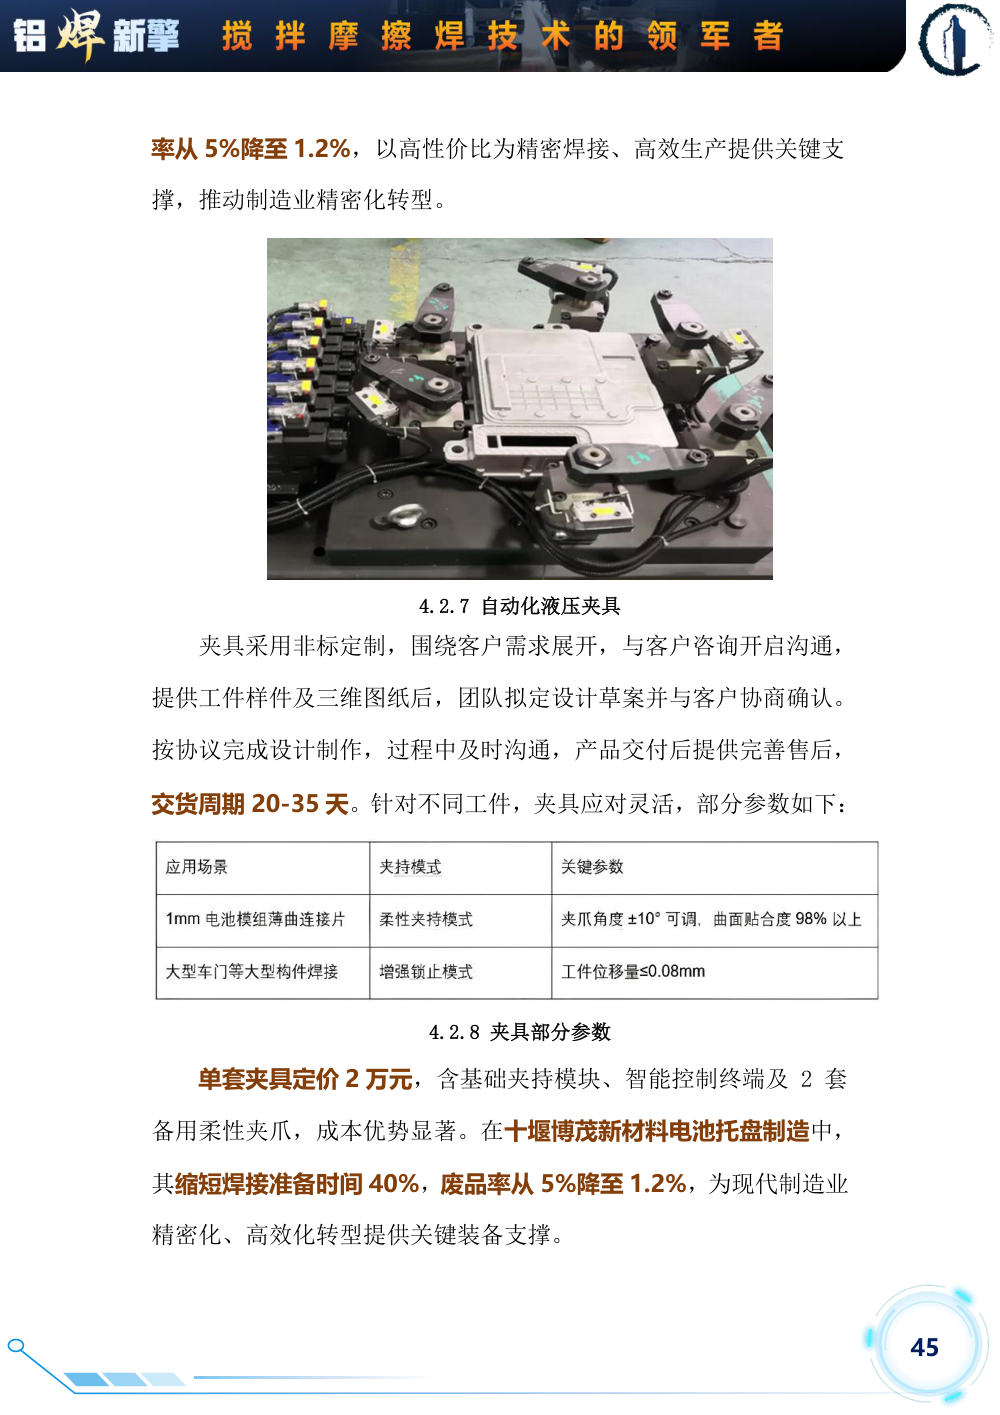 铝焊新擎 搅拌摩擦焊技术的领军者
率从 5%降至 1.2%，以高性价比为精密焊接、高效生产提供关键支
撑，推动制造业精密化转型。
4.2.7 自动化液压夹具
夹具采用非标定制，围绕客户需求展开，与客户咨询开启沟通，
提供工件样件及三维图纸后，团队拟定设计草案并与客户协商确认。
按协议完成设计制作，过程中及时沟通，产品交付后提供完善售后，
交货周期 20-35 天。针对不同工件，夹具应对灵活，部分参数如下：
应用场景 夹持模式 关键参数
1mm 电池模组薄曲连接片 柔性夹持模式 夹爪角度 ±10° 可调，曲面贴合度 98% 以上
大型车门等大型构件焊接 增强锁止模式 工件位移量≤0.08mm
4.2.8 夹具部分参数
单套夹具定价 2 万元，含基础夹持模块、智能控制终端及 2 套
备用柔性夹爪，成本优势显著。在十堰博茂新材料电池托盘制造中，
其缩短焊接准备时间 40%，废品率从 5%降至 1.2%，为现代制造业
精密化、高效化转型提供关键装备支撑。
45